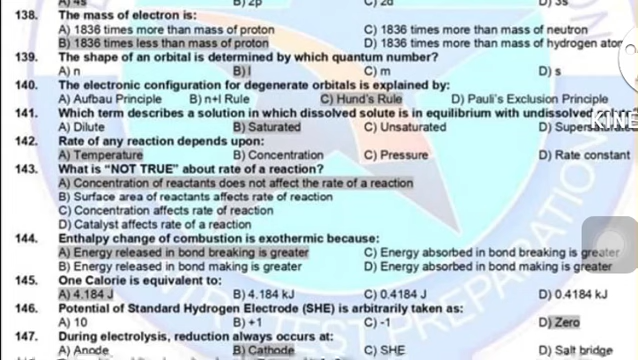 A) 4s B) 2p C) 2d D) 3s
138. The mass of electron is:
A) 1836 times more than mass of proton C) 1836 times more than mass of neutron
B) 1836 times less than mass of proton D) 1836 times more than mass of hydrogen atom
139. The shape of an orbital is determined by which quantum number?
A) n B) l C) m D) s
140. The electronic configuration for degenerate orbitals is explained by:
A) Aufbau Principle B) n+l Rule C) Hund's Rule D) Pauli's Exclusion Principle
141. Which term describes a solution in which dissolved solute is in equilibrium with undissolved
A) Dilute B) Saturated C) Unsaturated D) Supersaturated
KINE
142. Rate of any reaction depends upon:
A) Temperature B) Concentration C) Pressure D) Rate constant
143. What is "NOT TRUE" about rate of a reaction?
A) Concentration of reactants does not affect the rate of a reaction
B) Surface area of reactants affects rate of reaction
C) Concentration affects rate of reaction
D) Catalyst affects rate of a reaction
144. Enthalpy change of combustion is exothermic because:
A) Energy released in bond breaking is greater C) Energy absorbed in bond breaking is greater
B) Energy released in bond making is greater D) Energy absorbed in bond making is greater
145. One Calorie is equivalent to:
A) 4.184 J B) 4.184 kJ C) 0.4184 J D) 0.4184 kJ
146. Potential of Standard Hydrogen Electrode (SHE) is arbitrarily taken as:
A) 10 B) +1 C) -1 D) Zero
147. During electrolysis, reduction always occurs at:
A) Anode B) Cathode C) SHE D) Salt bridge